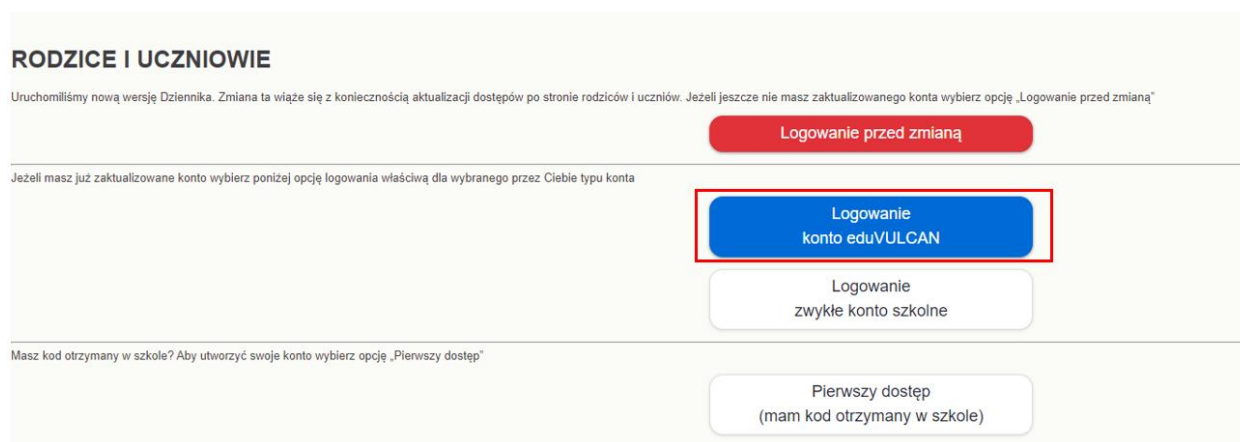 RODZICE I UCZNIOWIE
Uruchomiliśmy nową wersję Dziennika. Zmiana ta wiąże się z koniecznością aktualizacji dostępów po stronie rodziców i uczniów. Jeżeli jeszcze nie masz zaktualizowanego konta wybierz opcję „Logowanie przed zmianą”
Logowanie przed zmianą
Jeżeli masz już zaktualizowane konto wybierz poniżej opcję logowania właściwą dla wybranego przez Ciebie typu konta
Logowanie
konto eduVULCAN
Logowanie
zwykłe konto szkolne
Masz kod otrzymany w szkole? Aby utworzyć swoje konto wybierz opcję „Pierwszy dostęp”
Pierwszy dostęp
(mam kod otrzymany w szkole)